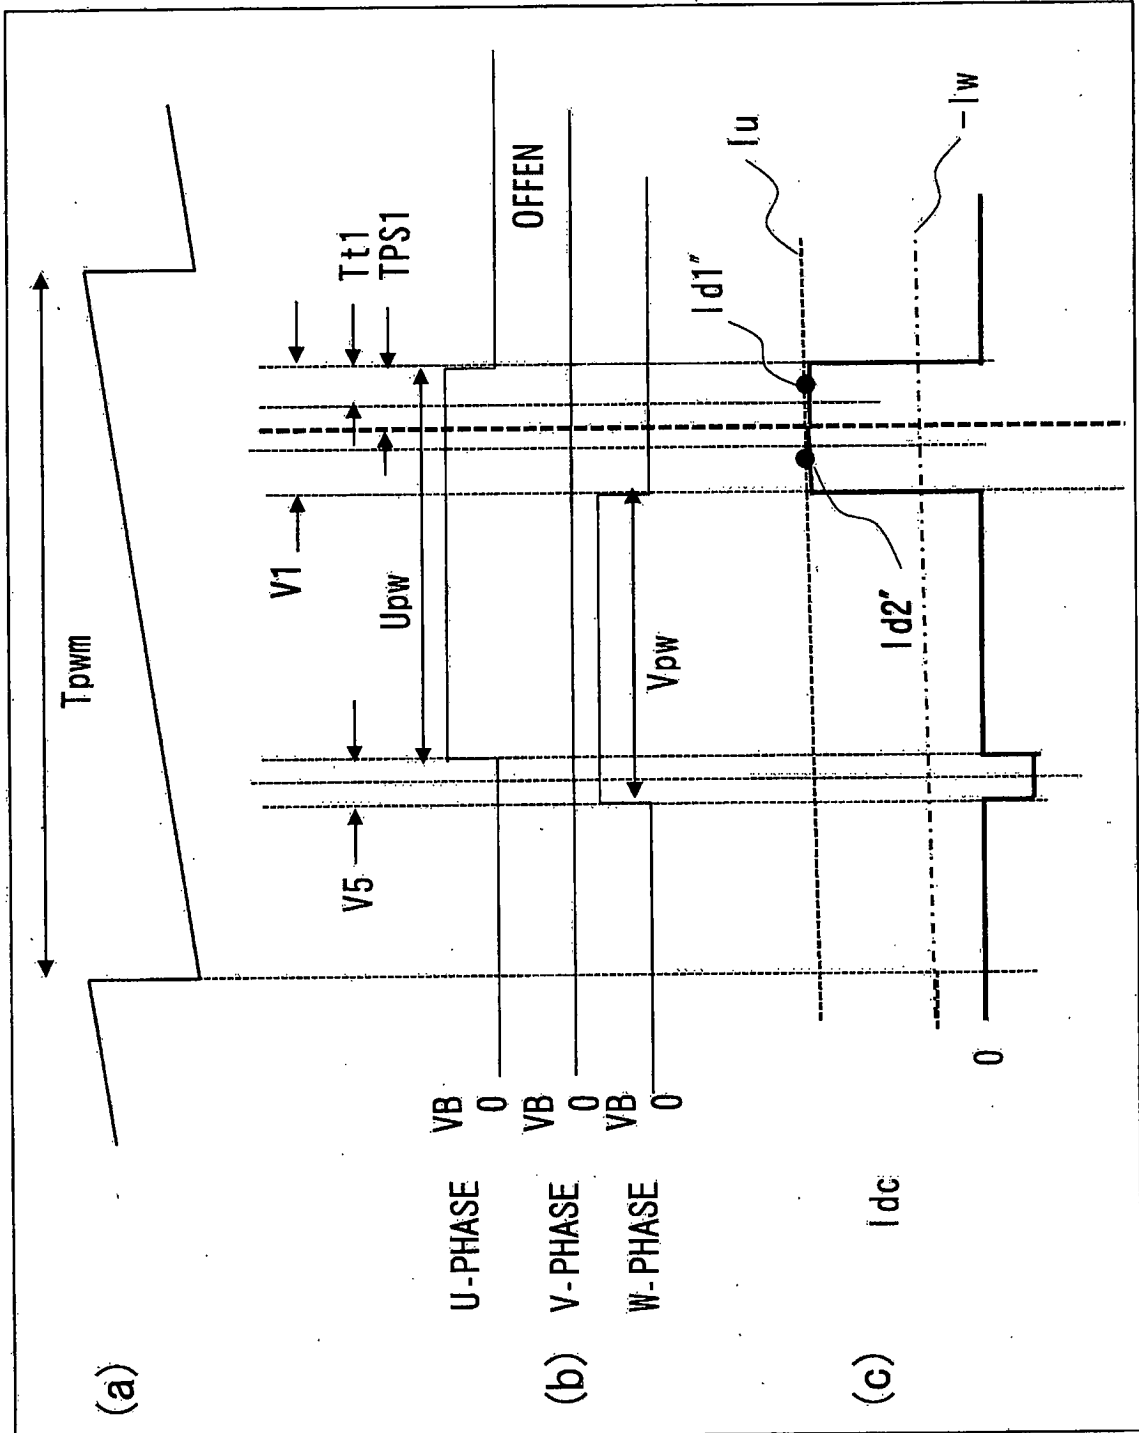 (a)
Tpwm
V5
V1
Tt1
TPS1
Upw
(b)
U-PHASE
VB
0
V-PHASE
VB
0
OFFEN
W-PHASE
VB
0
Vpw
(c)
Idc
0
Id2"
Id1"
Iu
-Iw